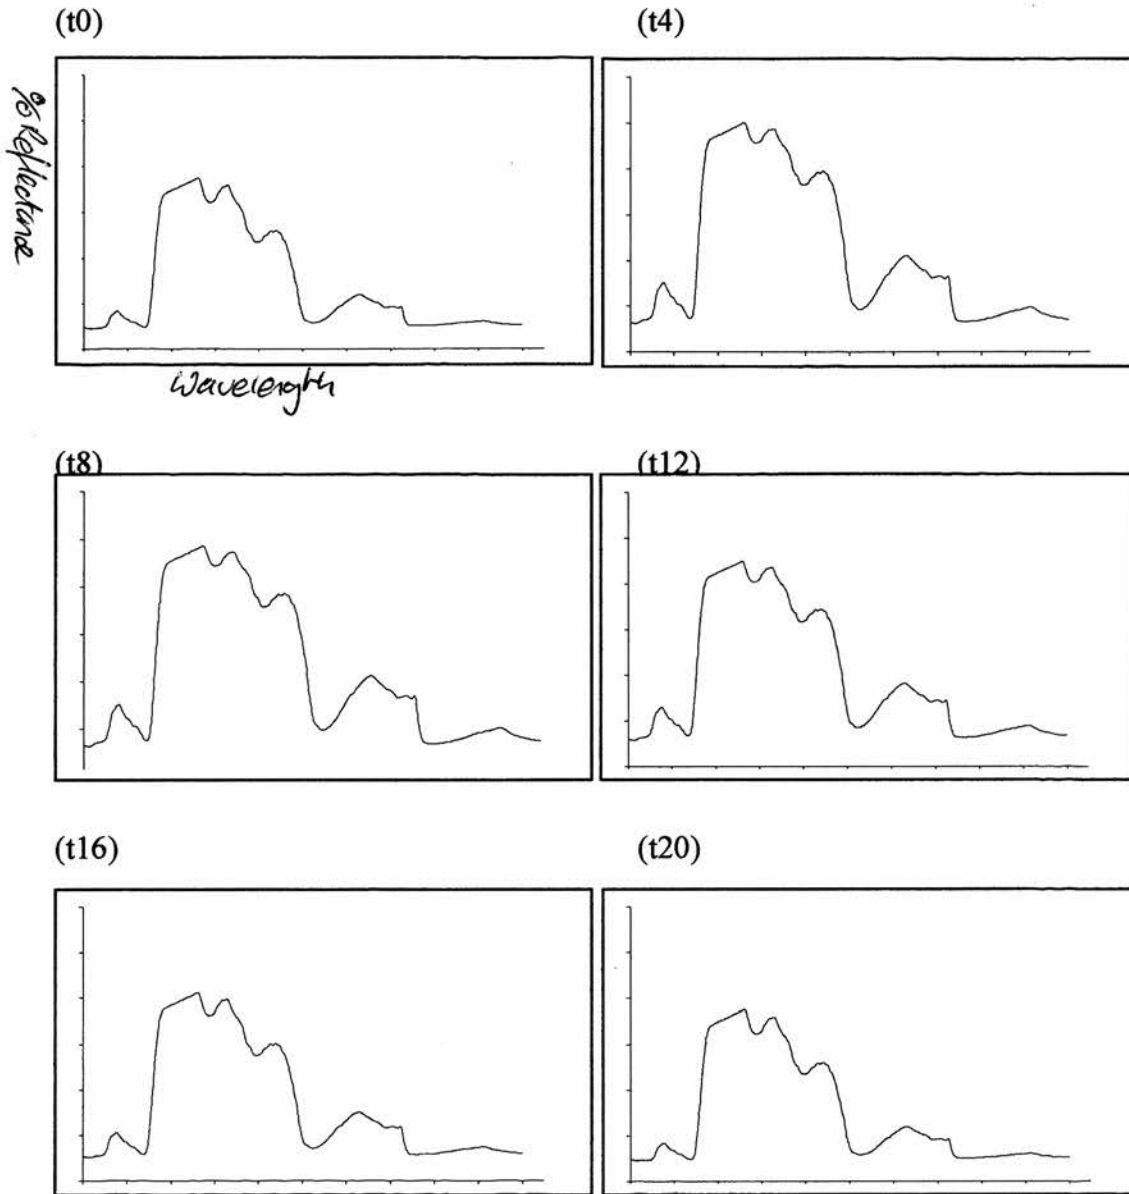 (t0)
(t4)
% Reflectance
Wavelength
(t8)
(t12)
(t16)
(t20)